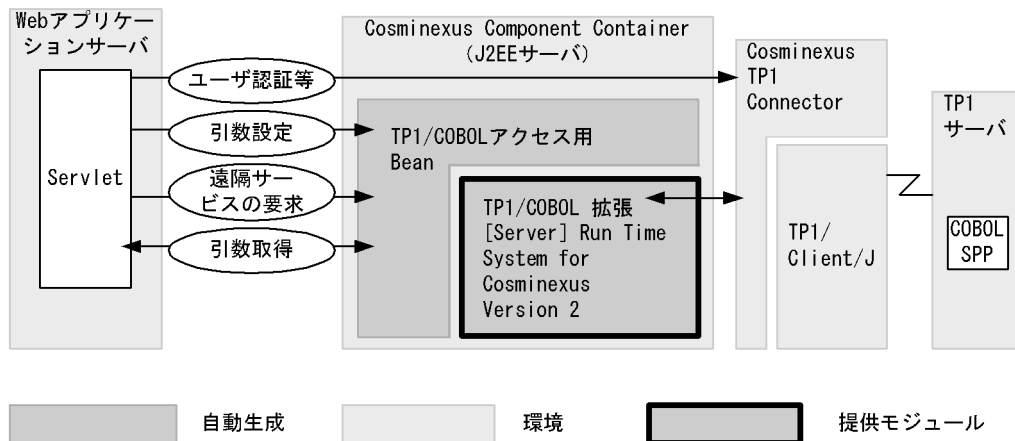 Webアプリケー
ションサーバ
Servlet
ユーザ認証等
引数設定
遠隔サー
ビスの要求
引数取得
Cosminexus Component Container
(J2EEサーバ)
TP1/COBOLアクセス用
Bean
TP1/COBOL 拡張
[Server] Run Time
System for
Cosminexus
Version 2
Cosminexus
TP1
Connector
TP1/
Client/J
TP1
サーバ
COBOL
SPP
自動生成
環境
提供モジュール